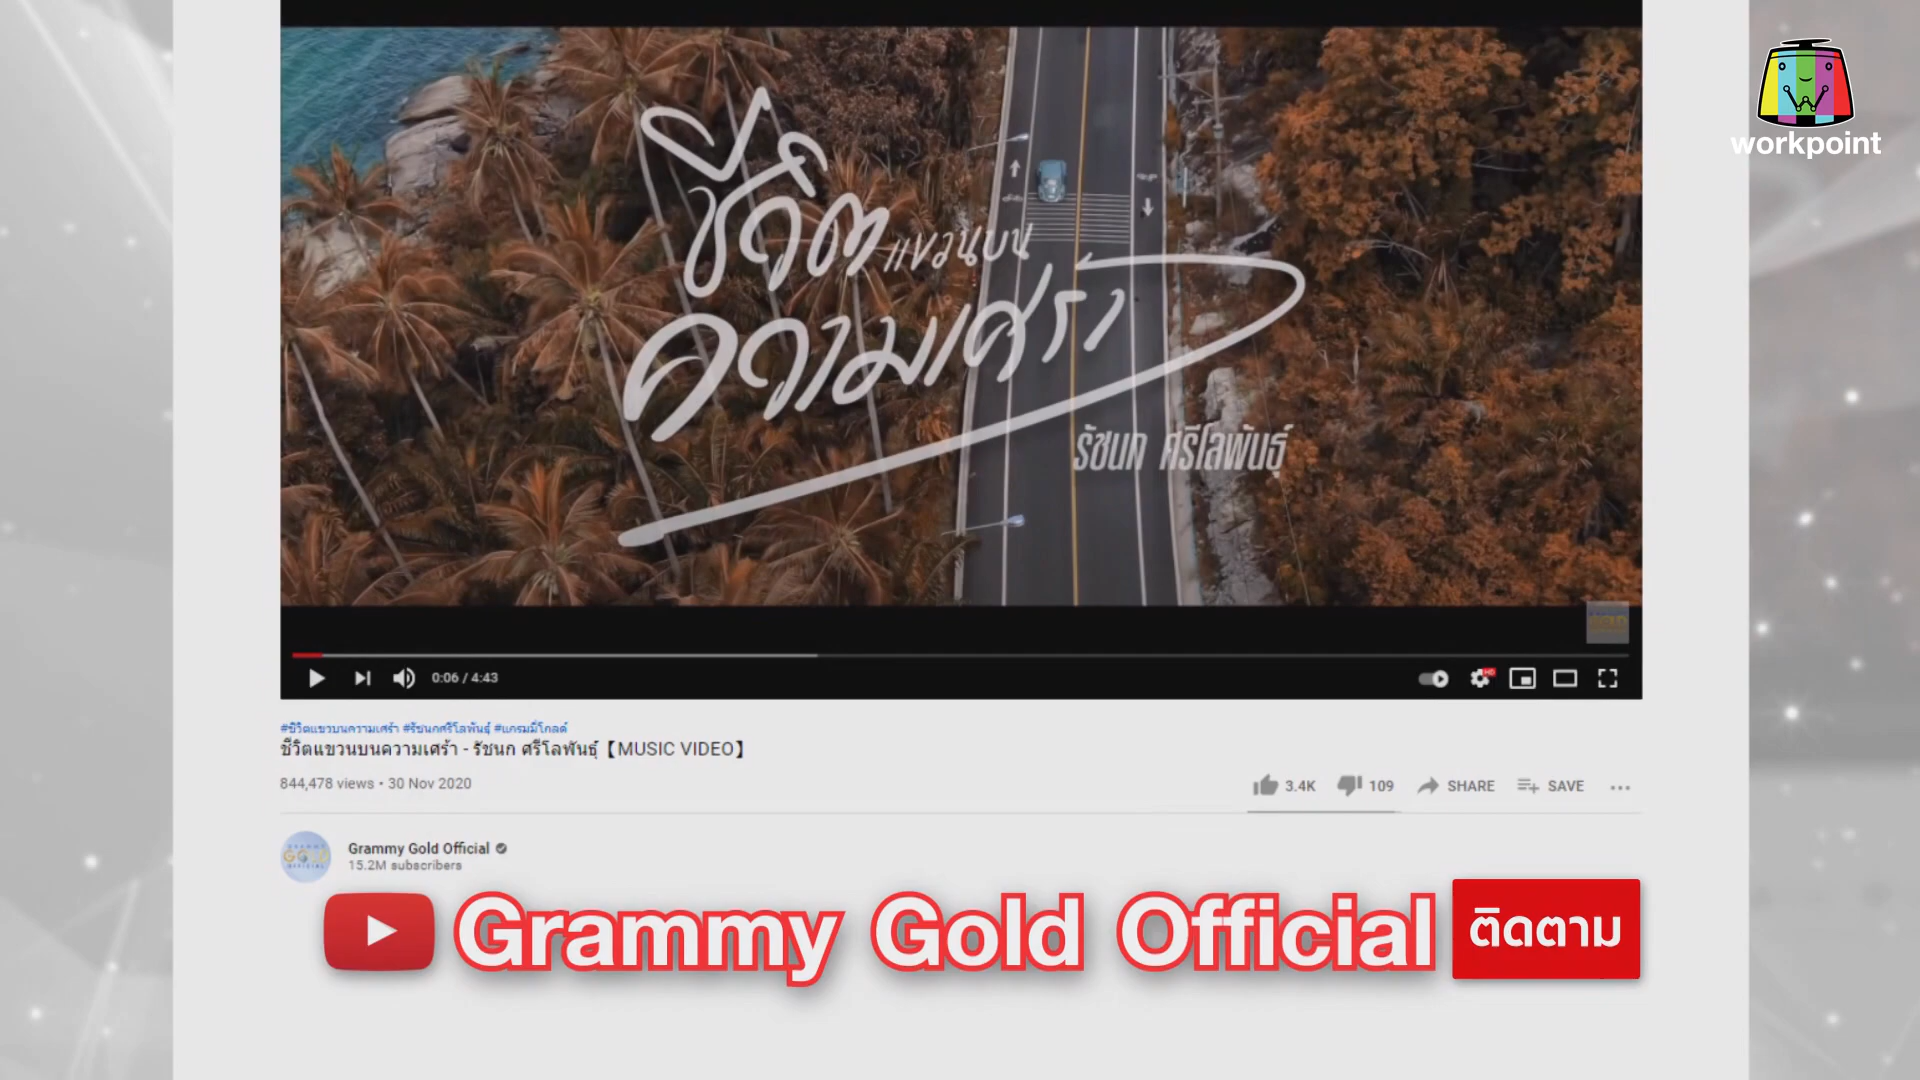 ชีวิต
แขวนบน
ความเศร้า
รัชนก ศรีโลพันธุ์
workpoint
0:06 / 4:43
HD
#ชีวิตแขวนบนความเศร้า #รัชนกศรีโลพันธุ์ #แกรมมี่โกลด์
ชีวิตแขวนบนความเศร้า - รัชนก ศรีโลพันธุ์【MUSIC VIDEO】
844,478 views • 30 Nov 2020
3.4K 109 SHARE SAVE
GRAMMY
GOLD
OFFICIAL
Grammy Gold Official
15.2M subscribers
Grammy Gold Official ติดตาม